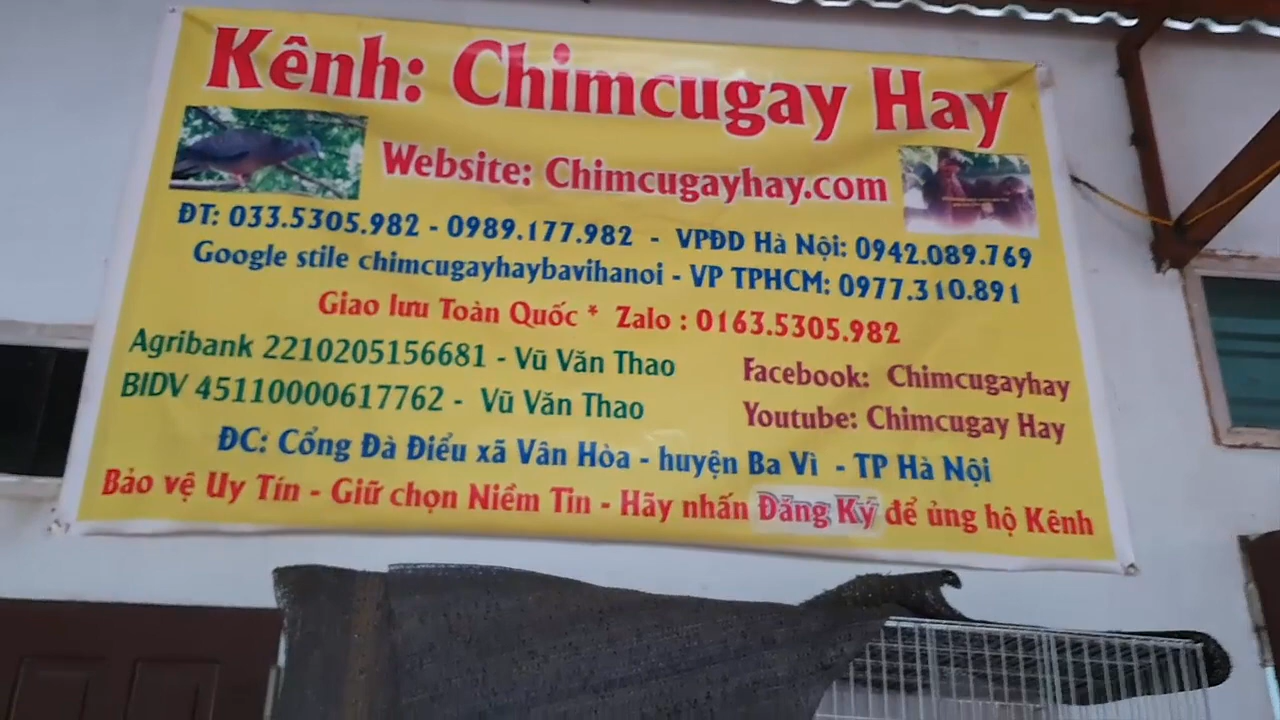 Kênh: Chimcugay Hay
Website: Chimcugayhay.com
ĐT: 033.5305.982 - 0989.177.982 - VPĐD Hà Nội: 0942.089.769
Google stile chimcugayhaybavihanoi - VP TPHCM: 0977.310.891
Giao lưu Toàn Quốc * Zalo : 0163.5305.982
Agribank 2210205156681 - Vũ Văn Thao
BIDV 45110000617762 - Vũ Văn Thao
Facebook: Chimcugayhay
Youtube: Chimcugay Hay
ĐC: Cổng Đà Điểu xã Vân Hòa - huyện Ba Vì - TP Hà Nội
Bảo vệ Uy Tín - Giữ chọn Niềm Tin - Hãy nhấn Đăng Ký để ủng hộ Kênh